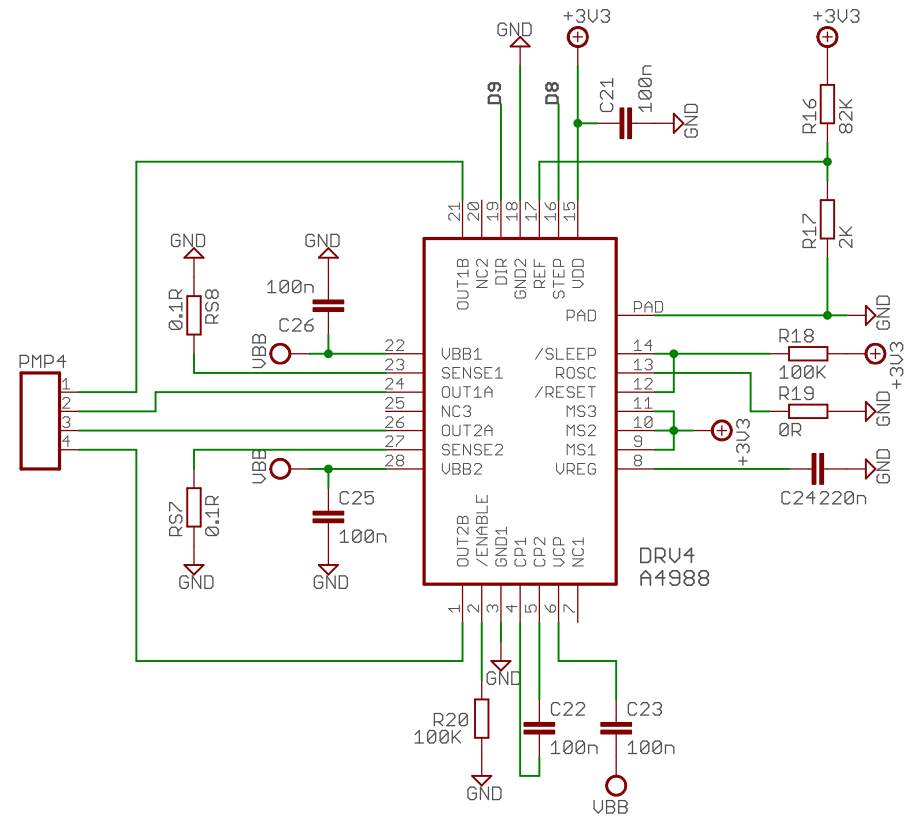 +3V3
+3V3
GND
D9
D8
C21
100n
GND
R16
82K
21
20
19
18
17
16
15
R17
2K
GND
GND
OUT1B
NC2
DIR
GND2
REF
STEP
VDD
0.1R
RS8
100n
C26
PAD
PAD
GND
VBB
22
VBB1
/SLEEP
14
R18
100K
+3V3
PMP4
23
SENSE1
ROSC
13
1
24
OUT1A
/RESET
12
R19
0R
GND
2
25
NC3
MS3
11
3
26
OUT2A
MS2
10
+3V3
4
27
SENSE2
MS1
9
VBB
28
VBB2
VREG
8
C24
220n
GND
RS7
0.1R
C25
100n
OUT2B
/ENABLE
GND1
CP1
CP2
VCP
NC1
DRV4
A4988
GND
GND
1
2
3
4
5
6
7
GND
R20
100K
C22
100n
C23
100n
GND
VBB